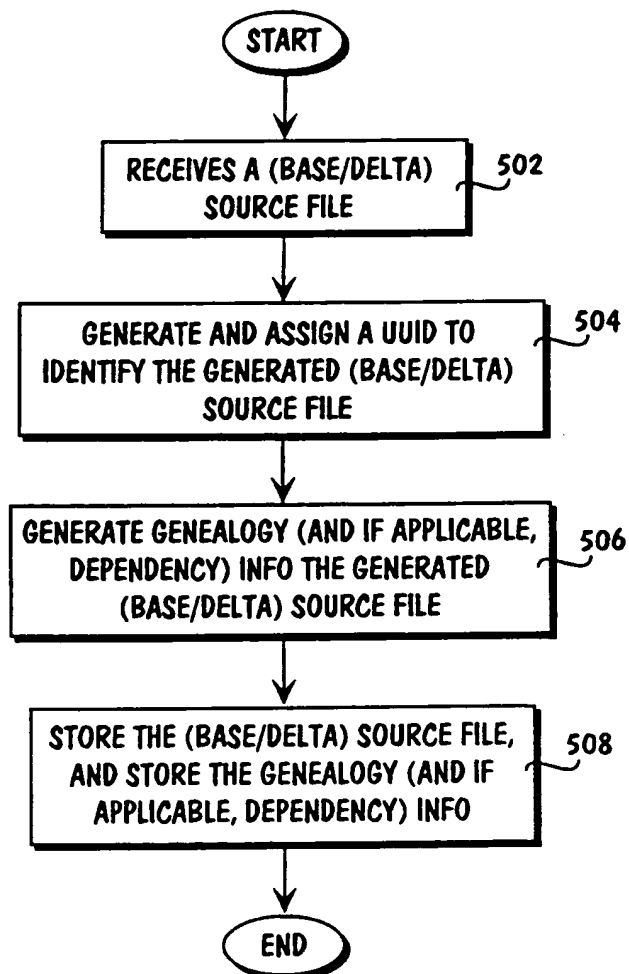 START
RECEIVES A (BASE/DELTA)
SOURCE FILE
502
GENERATE AND ASSIGN A UUID TO
IDENTIFY THE GENERATED (BASE/DELTA)
SOURCE FILE
504
GENERATE GENEALOGY (AND IF APPLICABLE,
DEPENDENCY) INFO THE GENERATED
(BASE/DELTA) SOURCE FILE
506
STORE THE (BASE/DELTA) SOURCE FILE,
AND STORE THE GENEALOGY (AND IF
APPLICABLE, DEPENDENCY) INFO
508
END